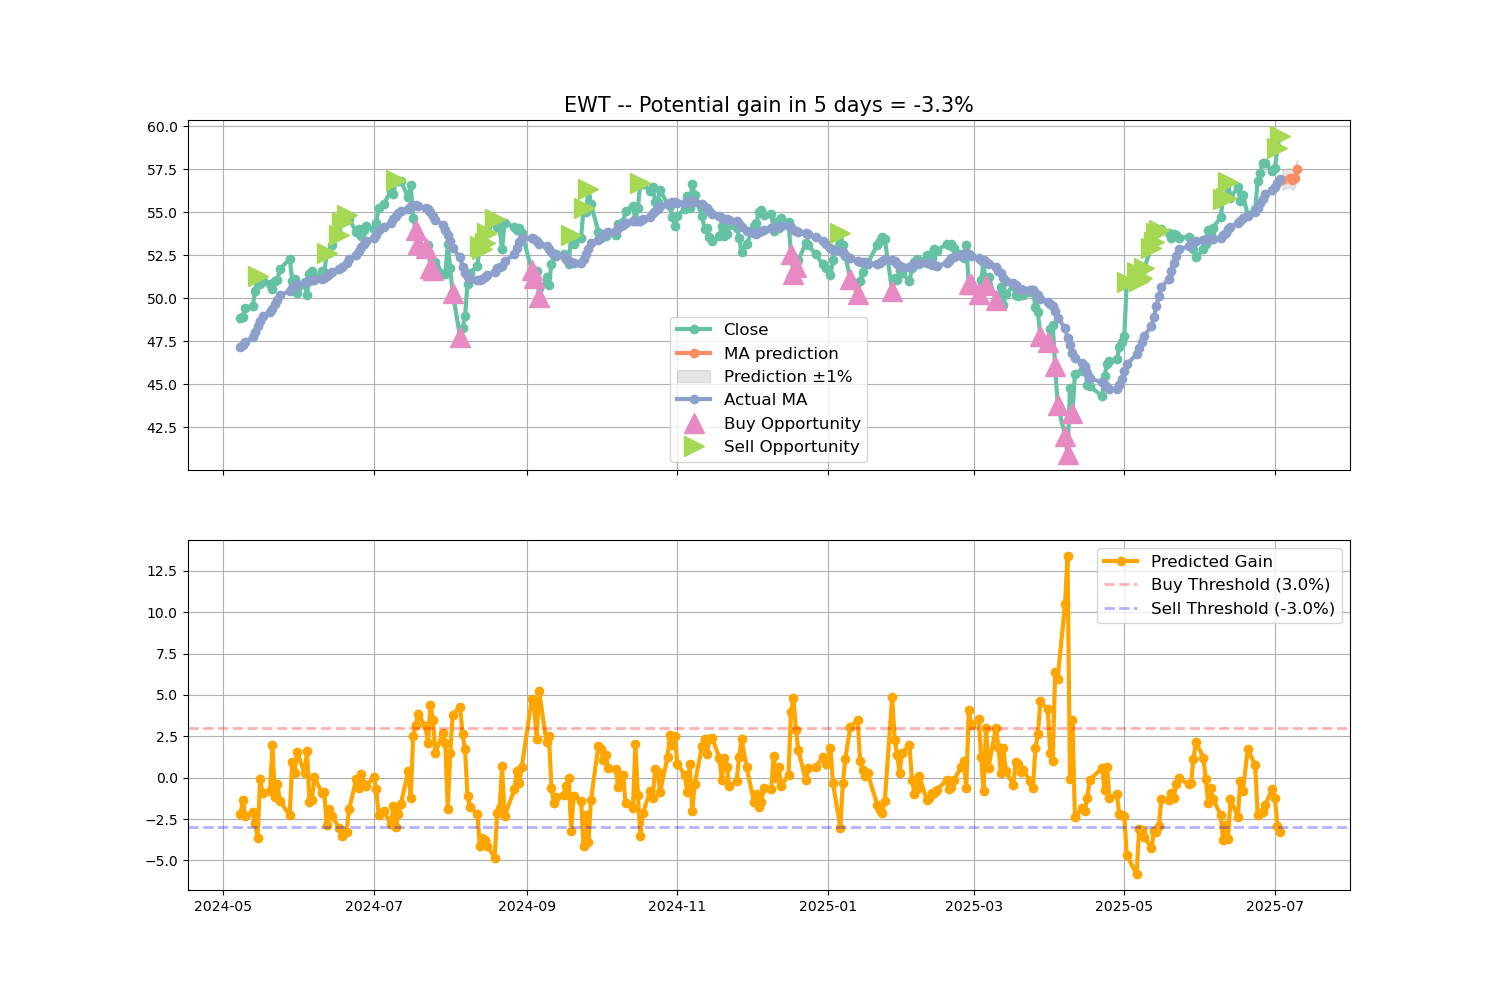 EWT -- Potential gain in 5 days = -3.3%
60.0
57.5
55.0
52.5
50.0
47.5
45.0
42.5
Close
MA prediction
Prediction ±1%
Actual MA
Buy Opportunity
Sell Opportunity
12.5
10.0
7.5
5.0
2.5
0.0
−2.5
−5.0
Predicted Gain
Buy Threshold (3.0%)
Sell Threshold (-3.0%)
2024-05
2024-07
2024-09
2024-11
2025-01
2025-03
2025-05
2025-07